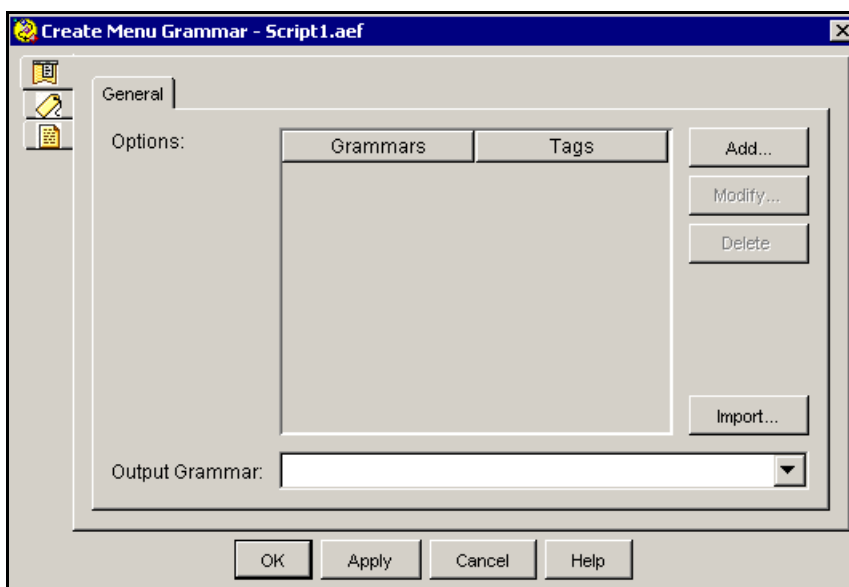 Create Menu Grammar - Script1.aef
General
Options:
Grammars Tags
Add...
Modify...
Delete
Import...
Output Grammar:
OK Apply Cancel Help